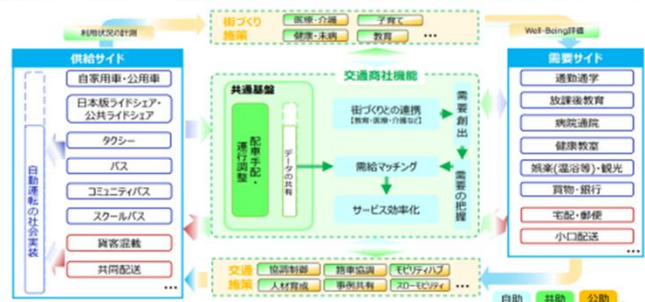 街づくり
施策
医療・介護
子育て
健康・未病
教育
•••
利用状況の計測
Well-Being評価
供給サイド
自家用車・公用車
日本版ライドシェア・
公共ライドシェア
タクシー
バス
コミュニティバス
スクールバス
貨客混載
共同配送
•••
自動運転の社会実装
交通商社機能
共通基盤
配車手配・
運行調整
データの共有
街づくりとの連携
【教育・医療・介護など】
需給マッチング
サービス効率化
需要創出
需要の把握
需要サイド
通勤通学
放課後教育
病院通院
健康教室
娯楽(温浴等)・観光
買物・銀行
宅配・郵便
小口配送
•••
交通
施策
協調制御
路車協調
モビリティハブ
人材育成
事例共有
スローモビリティ
•••
自助
共助
公助